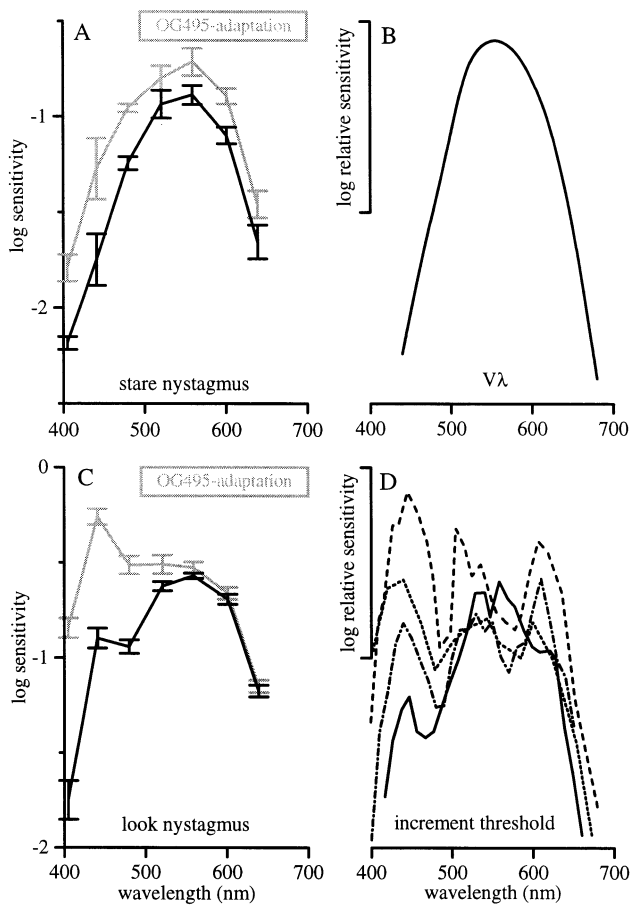 A
OG495-adaptation
log sensitivity
-1
-2
stare nystagmus
400
500
600
700
B
log relative sensitivity
Vλ
400
500
600
700
C
OG495-adaptation
log sensitivity
0
-1
-2
look nystagmus
400
500
600
700
wavelength (nm)
D
log relative sensitivity
increment threshold
400
500
600
700
wavelength (nm)